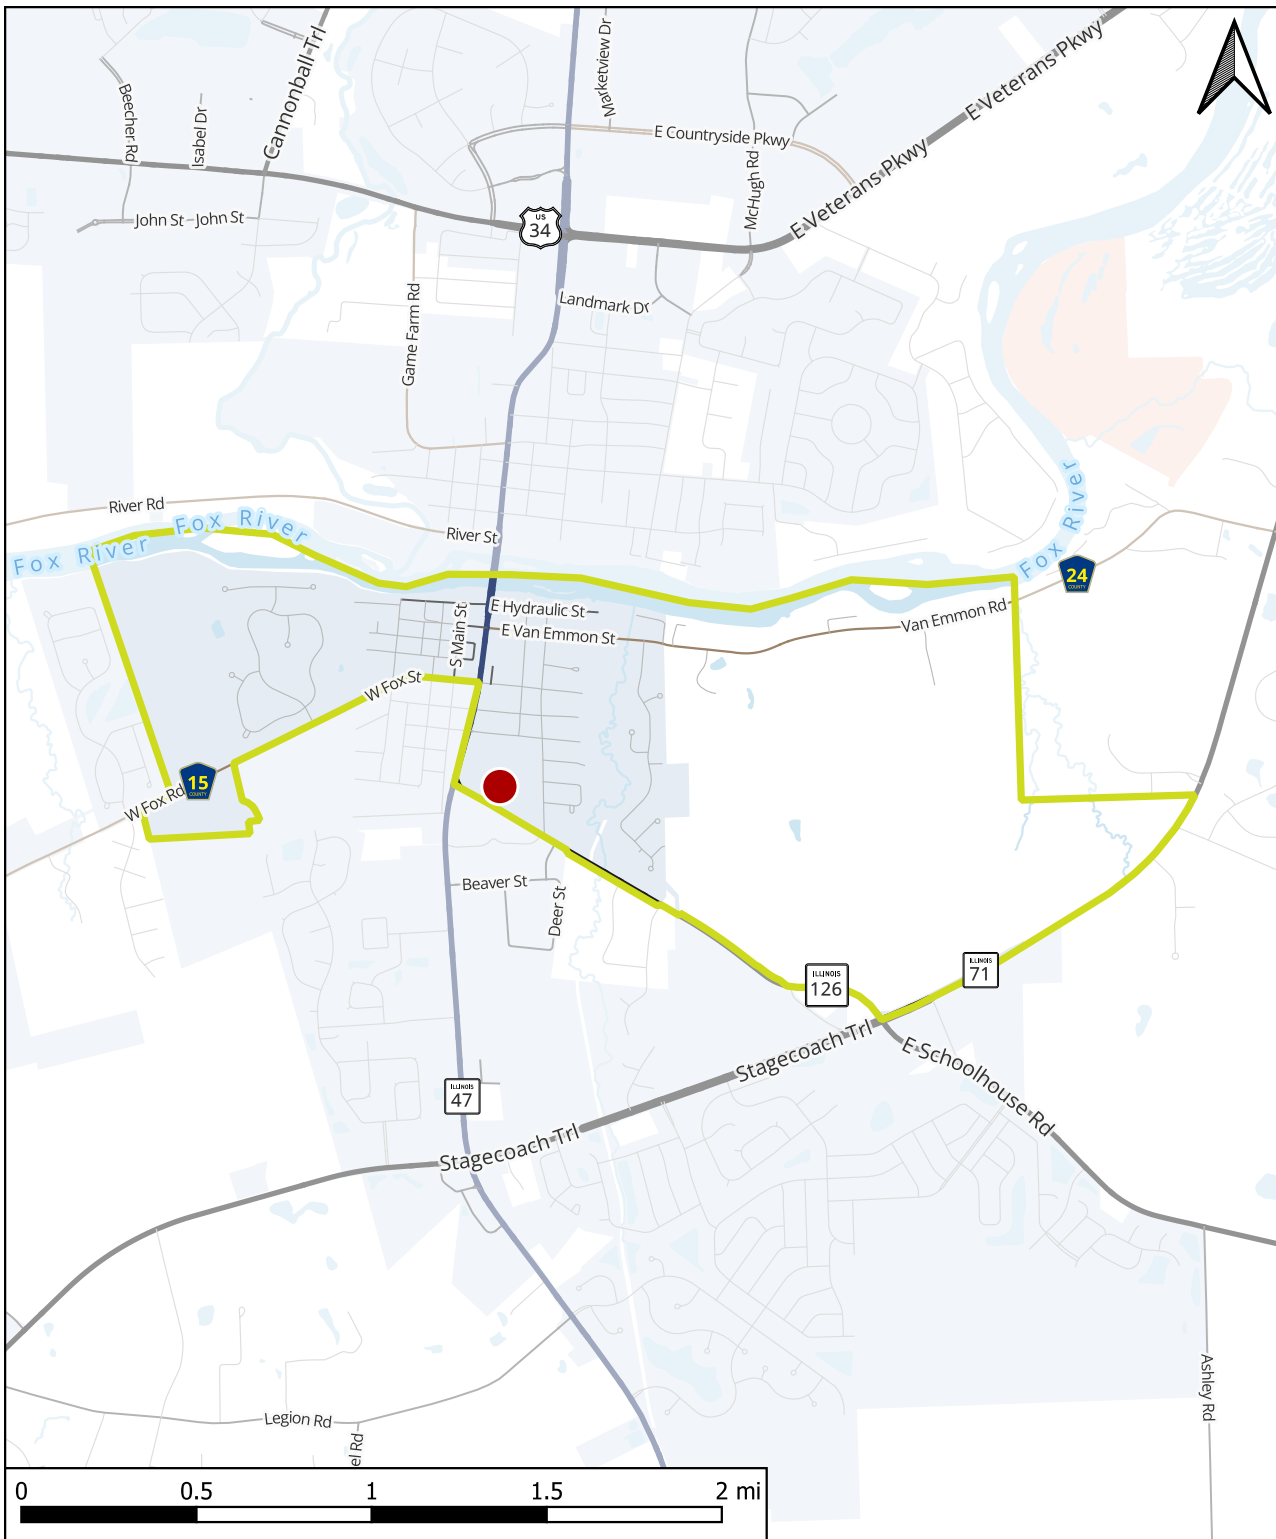 Marketview Dr
Cannonball Trl
E Veterans Pkwy
Beecher Rd
Isabel Dr
E Countryside Pkwy
McHugh Rd
E Veterans Pkwy
John St
John St
US
34
Landmark Dr
Game Farm Rd
River Rd
Fox River
Fox River
Fox River
River St
Fox River
24
COUNTY
E Hydraulic St
Van Emmon Rd
E Van Emmon St
S Main St
W Fox St
15
COUNTY
W Fox Rd
Beaver St
Deer St
ILLINOIS
71
ILLINOIS
126
Stagecoach Trl
E Schoolhouse Rd
ILLINOIS
47
Stagecoach Trl
Ashley Rd
Legion Rd
el Rd
0
0.5
1
1.5
2 mi